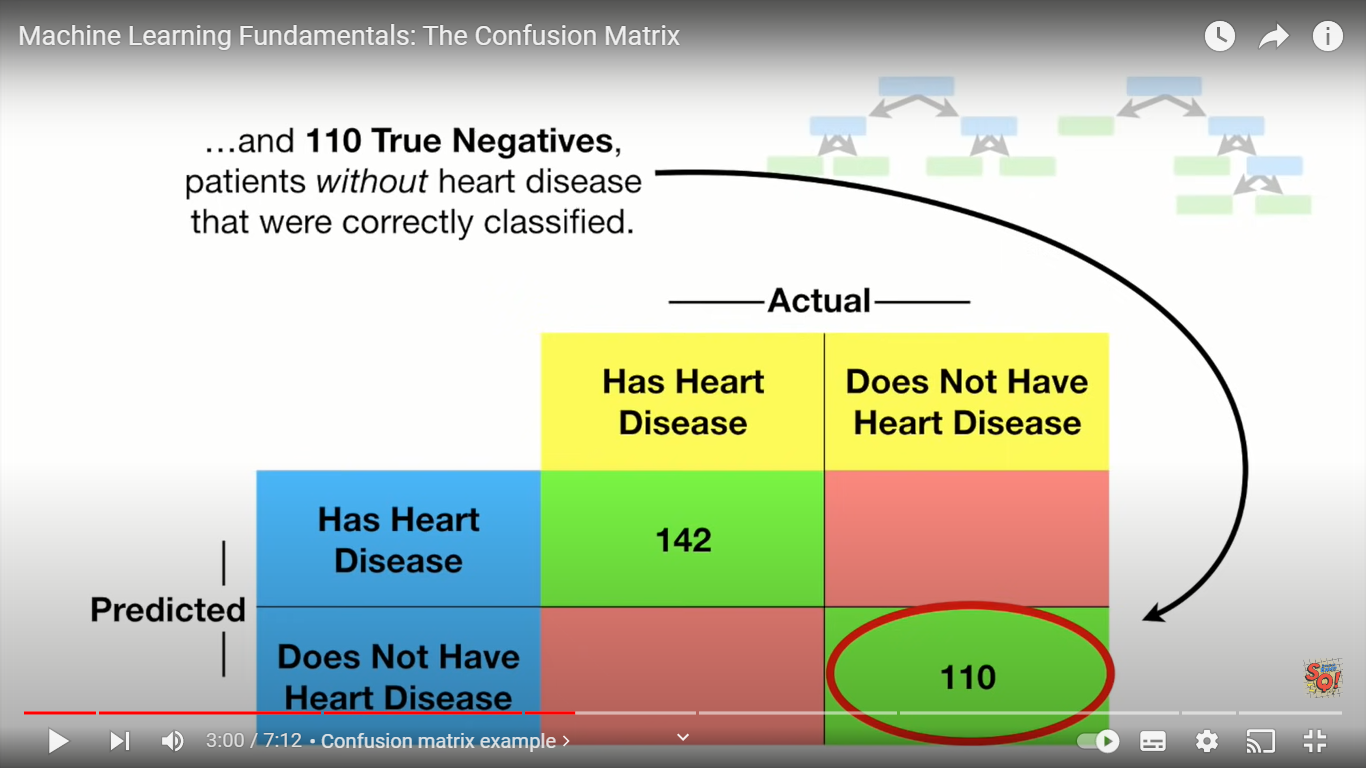 Machine Learning Fundamentals: The Confusion Matrix
...and 110 True Negatives,
patients without heart disease
that were correctly classified.
Actual
Has Heart
Disease
Does Not Have
Heart Disease
Predicted
Has Heart
Disease
142
Does Not Have
Heart Disease
110
SQ!
3:00 / 7:12 • Confusion matrix example >